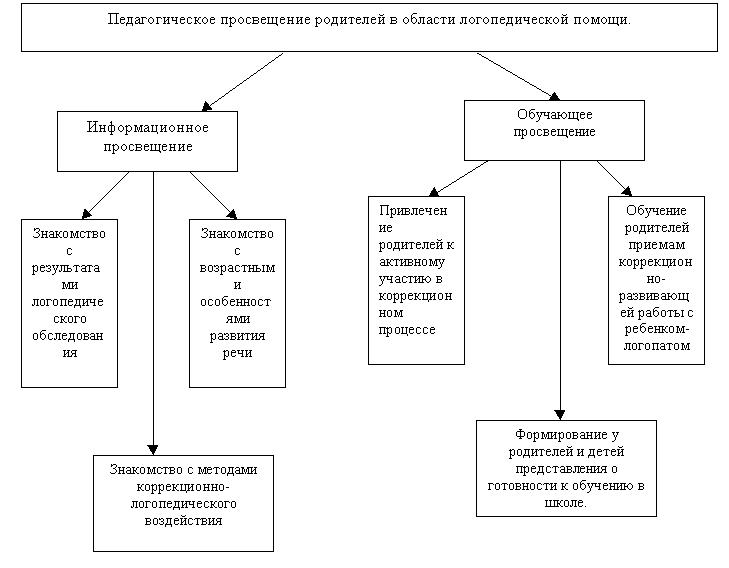 Педагогическое просвещение родителей в области логопедической помощи.
Информационное
просвещение
Обучающее
просвещение
Знакомство
с
результата
ми
логопедиче
ского
обследован
ия
Знакомство
с
возрастным
и
особенност
ями
развития
речи
Привлечен
ие
родителей к
активному
участию в
коррекцион
ном
процессе
Обучение
родителей
приемам
коррекцион
но-
развивающ
ей работы с
ребенком-
логопатом
Знакомство с методами
коррекционно-
логопедического
воздействия
Формирование у
родителей и детей
представления о
готовности к обучению в
школе.